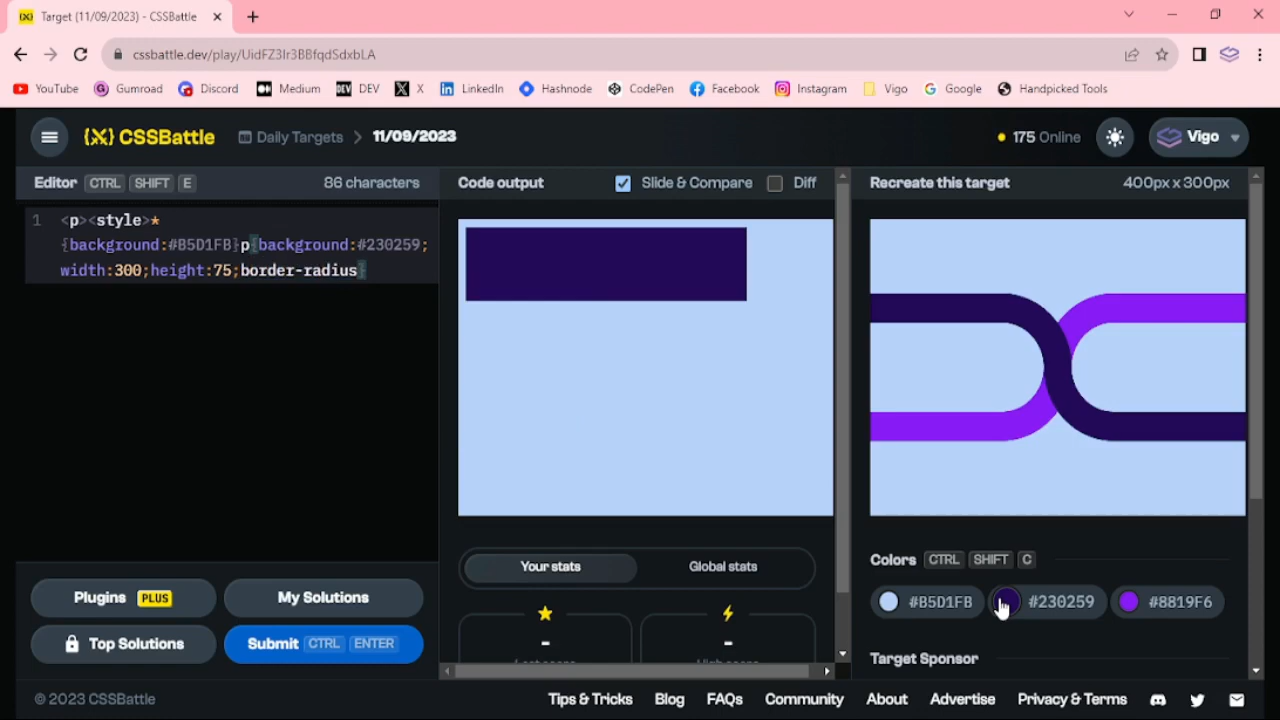 Target (11/09/2023) - CSSBattle
cssbattle.dev/play/UidFZ3Ir3BBfqdSdxbLA
YouTube Gumroad Discord Medium DEV X LinkedIn Hashnode CodePen Facebook Instagram Vigo Google Handpicked Tools
CSSBattle Daily Targets > 11/09/2023 175 Online Vigo
Editor CTRL SHIFT E 86 characters Code output Slide & Compare Diff Recreate this target 400px x 300px
1 <p><style>*
{background:#B5D1FB}p{background:#230259;
width:300;height:75;border-radius}
Colors CTRL SHIFT C
Your stats Global stats
Plugins PLUS My Solutions
#B5D1FB #230259 #8819F6
Top Solutions Submit CTRL ENTER
- -
Target Sponsor
© 2023 CSSBattle Tips & Tricks Blog FAQs Community About Advertise Privacy & Terms